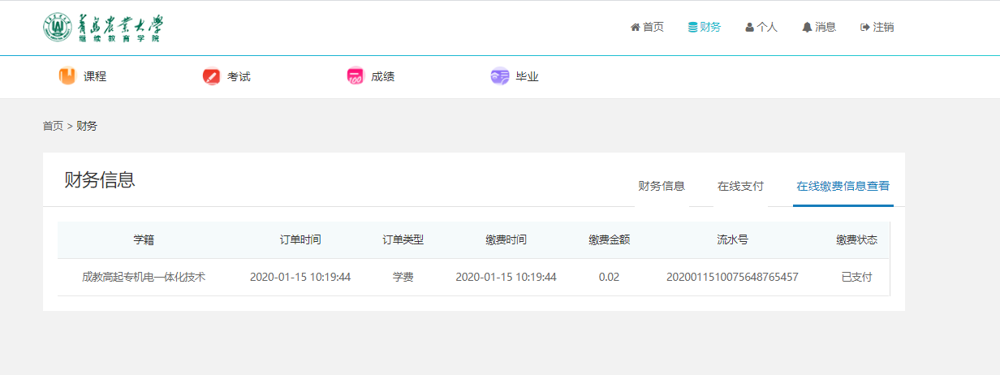 青岛农业大学
继续教育学院
首页 财务 个人 消息 注销
课程 考试 成绩 毕业
首页 > 财务
财务信息
财务信息 在线支付 在线缴费信息查看
学籍 订单时间 订单类型 缴费时间 缴费金额 流水号 缴费状态
成教高起专机电一体化技术 2020-01-15 10:19:44 学费 2020-01-15 10:19:44 0.02 2020011510075648765457 已支付